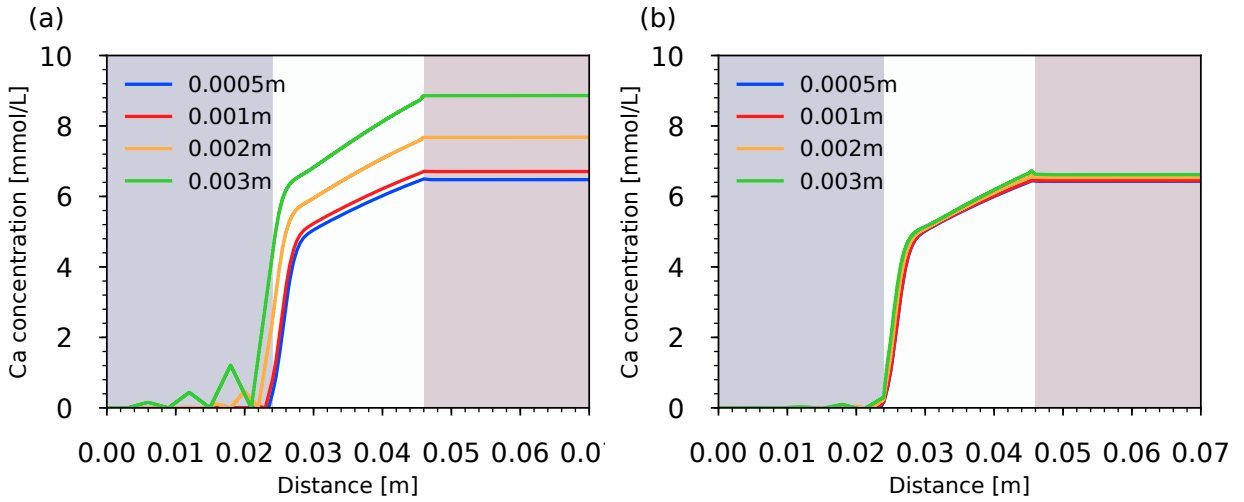 (a)
10
8
6
4
2
0
Ca concentration [mmol/L]
0.0005m
0.001m
0.002m
0.003m
0.00 0.01 0.02 0.03 0.04 0.05 0.06 0.0
Distance [m]
(b)
10
8
6
4
2
0
Ca concentration [mmol/L]
0.0005m
0.001m
0.002m
0.003m
0.00 0.01 0.02 0.03 0.04 0.05 0.06 0.07
Distance [m]